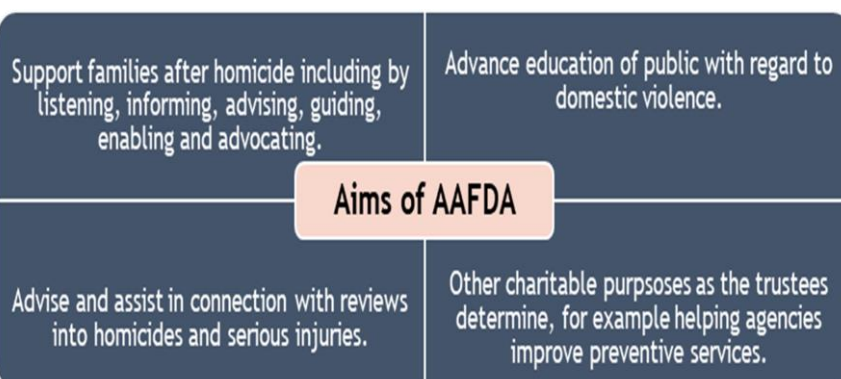 Support families after homicide including by
listening, informing, advising, guiding,
enabling and advocating.
Advance education of public with regard to
domestic violence.
Aims of AAFDA
Advise and assist in connection with reviews
into homicides and serious injuries.
Other charitable purpsoses as the trustees
determine, for example helping agencies
improve preventive services.